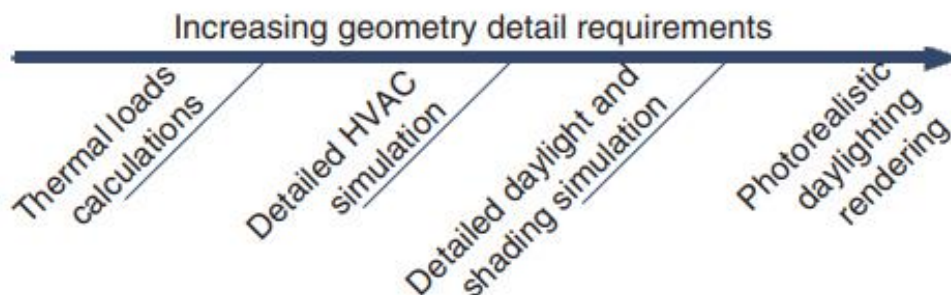 Increasing geometry detail requirements
Thermal loads
calculations
Detailed HVAC
simulation
Detailed daylight and
shading simulation
Photorealistic
daylighting
rendering